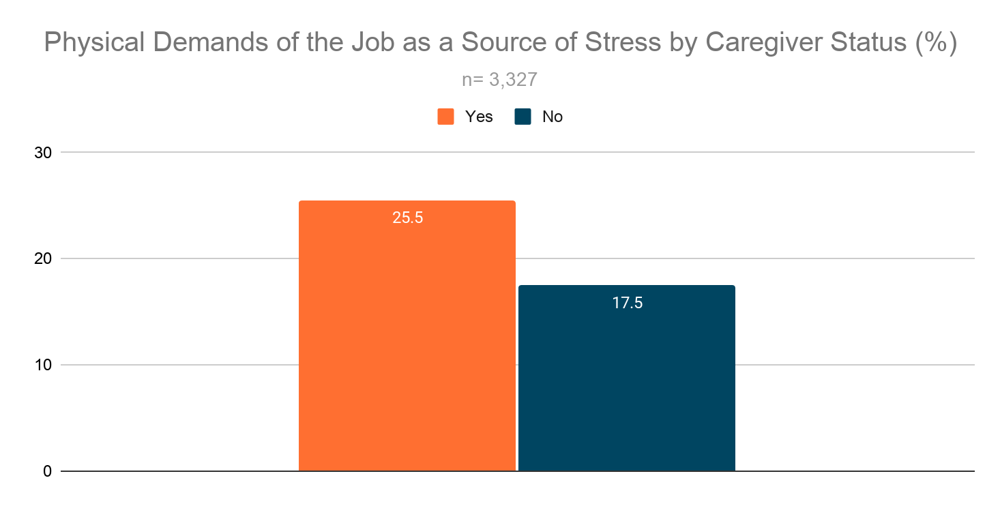 Physical Demands of the Job as a Source of Stress by Caregiver Status (%)
n= 3,327
Yes No
30
25.5
20
17.5
10
0